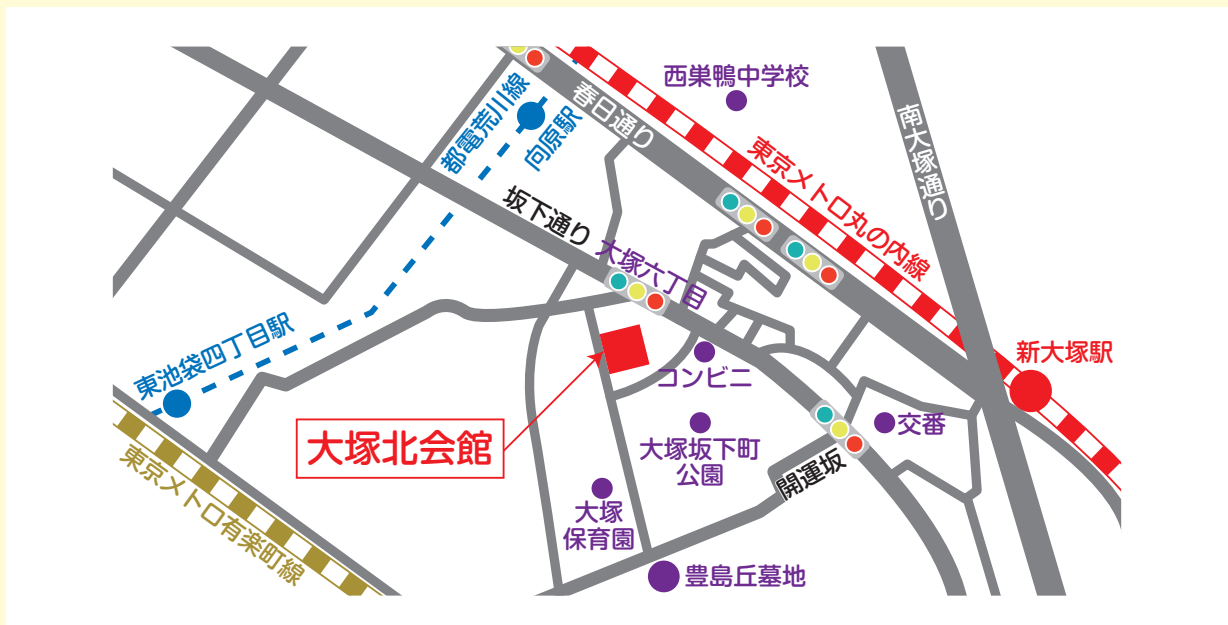 西巣鴨中学校
都電荒川線
向原駅
春日通り
南大塚通り
東京メトロ丸の内線
坂下通り
大塚六丁目
新大塚駅
東池袋四丁目駅
コンビニ
交番
大塚北会館
大塚坂下町
公園
開運坂
東京メトロ有楽町線
大塚
保育園
豊島丘墓地